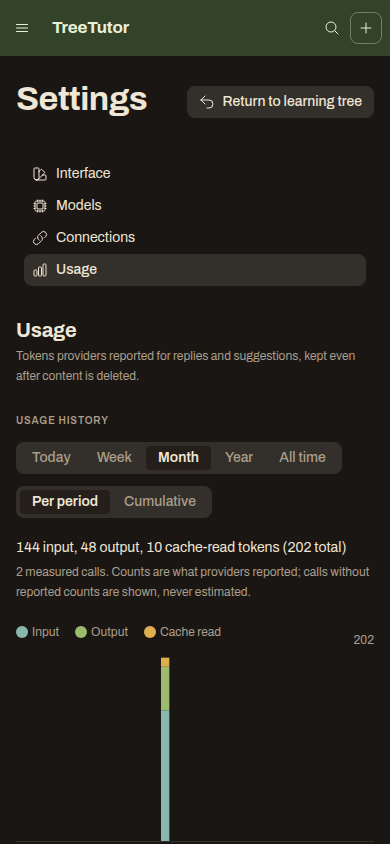 TreeTutor
Settings
Return to learning tree
Interface
Models
Connections
Usage
Usage
Tokens providers reported for replies and suggestions, kept even
after content is deleted.
USAGE HISTORY
Today Week Month Year All time
Per period Cumulative
144 input, 48 output, 10 cache-read tokens (202 total)
2 measured calls. Counts are what providers reported; calls without
reported counts are shown, never estimated.
Input Output Cache read
202